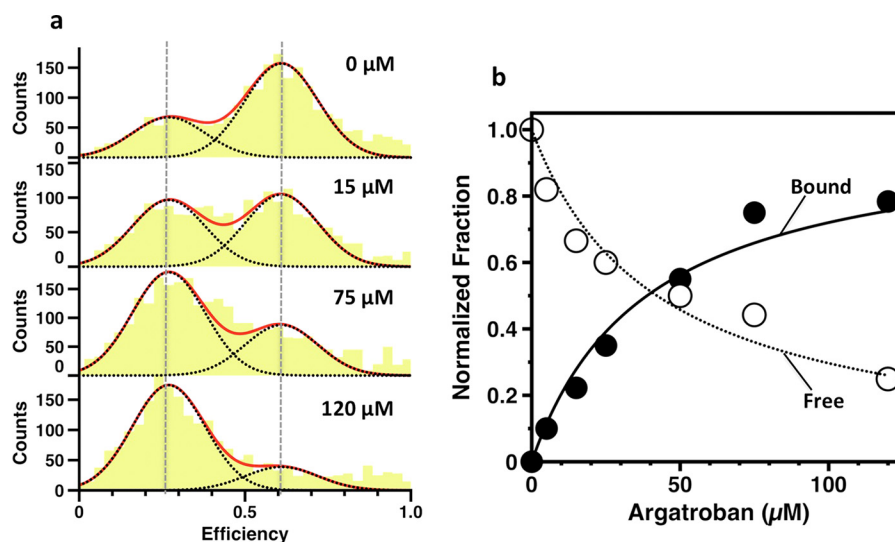 a
Counts
150
100
50
0
0 µM
Counts
150
100
50
0
15 µM
Counts
150
100
50
0
75 µM
Counts
150
100
50
0
120 µM
0
0.5
1.0
Efficiency
b
Normalized Fraction
1.0
0.8
0.6
0.4
0.2
0
Bound
Free
0
50
100
Argatroban (µM)